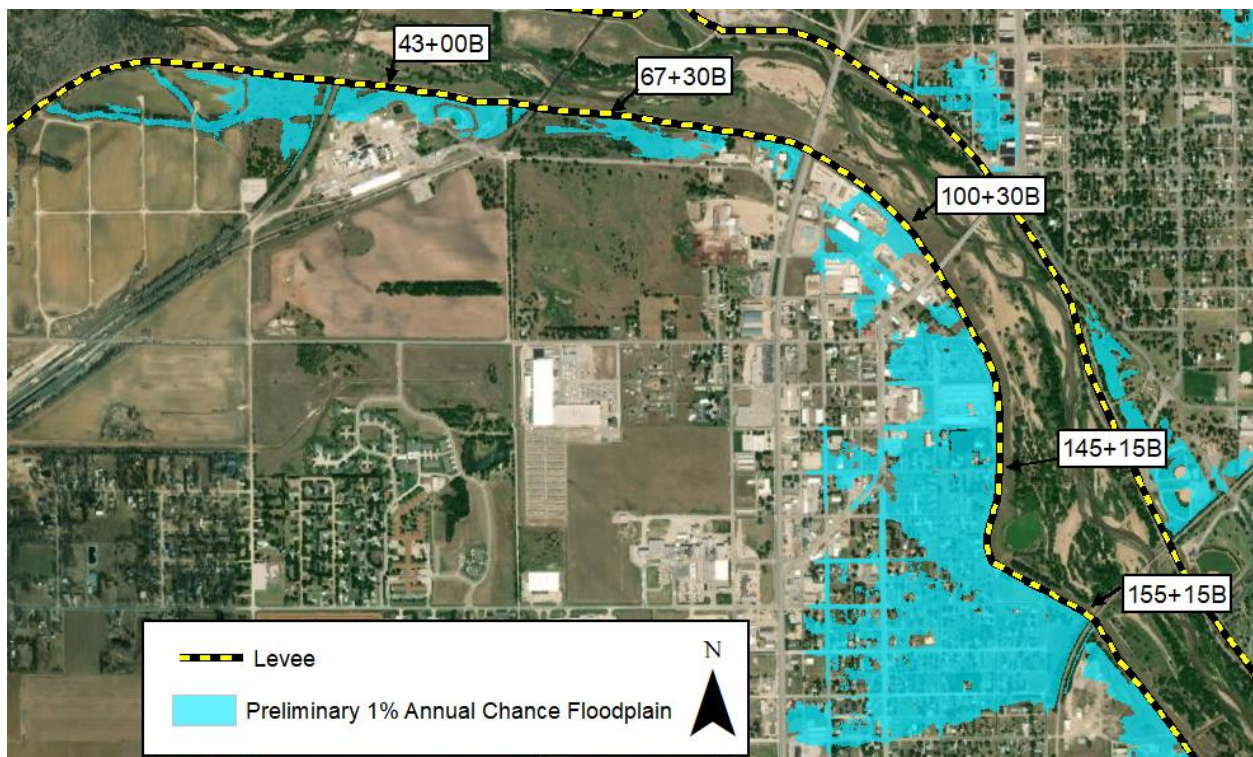 43+00B
67+30B
100+30B
145+15B
155+15B
N
Levee
Preliminary 1% Annual Chance Floodplain